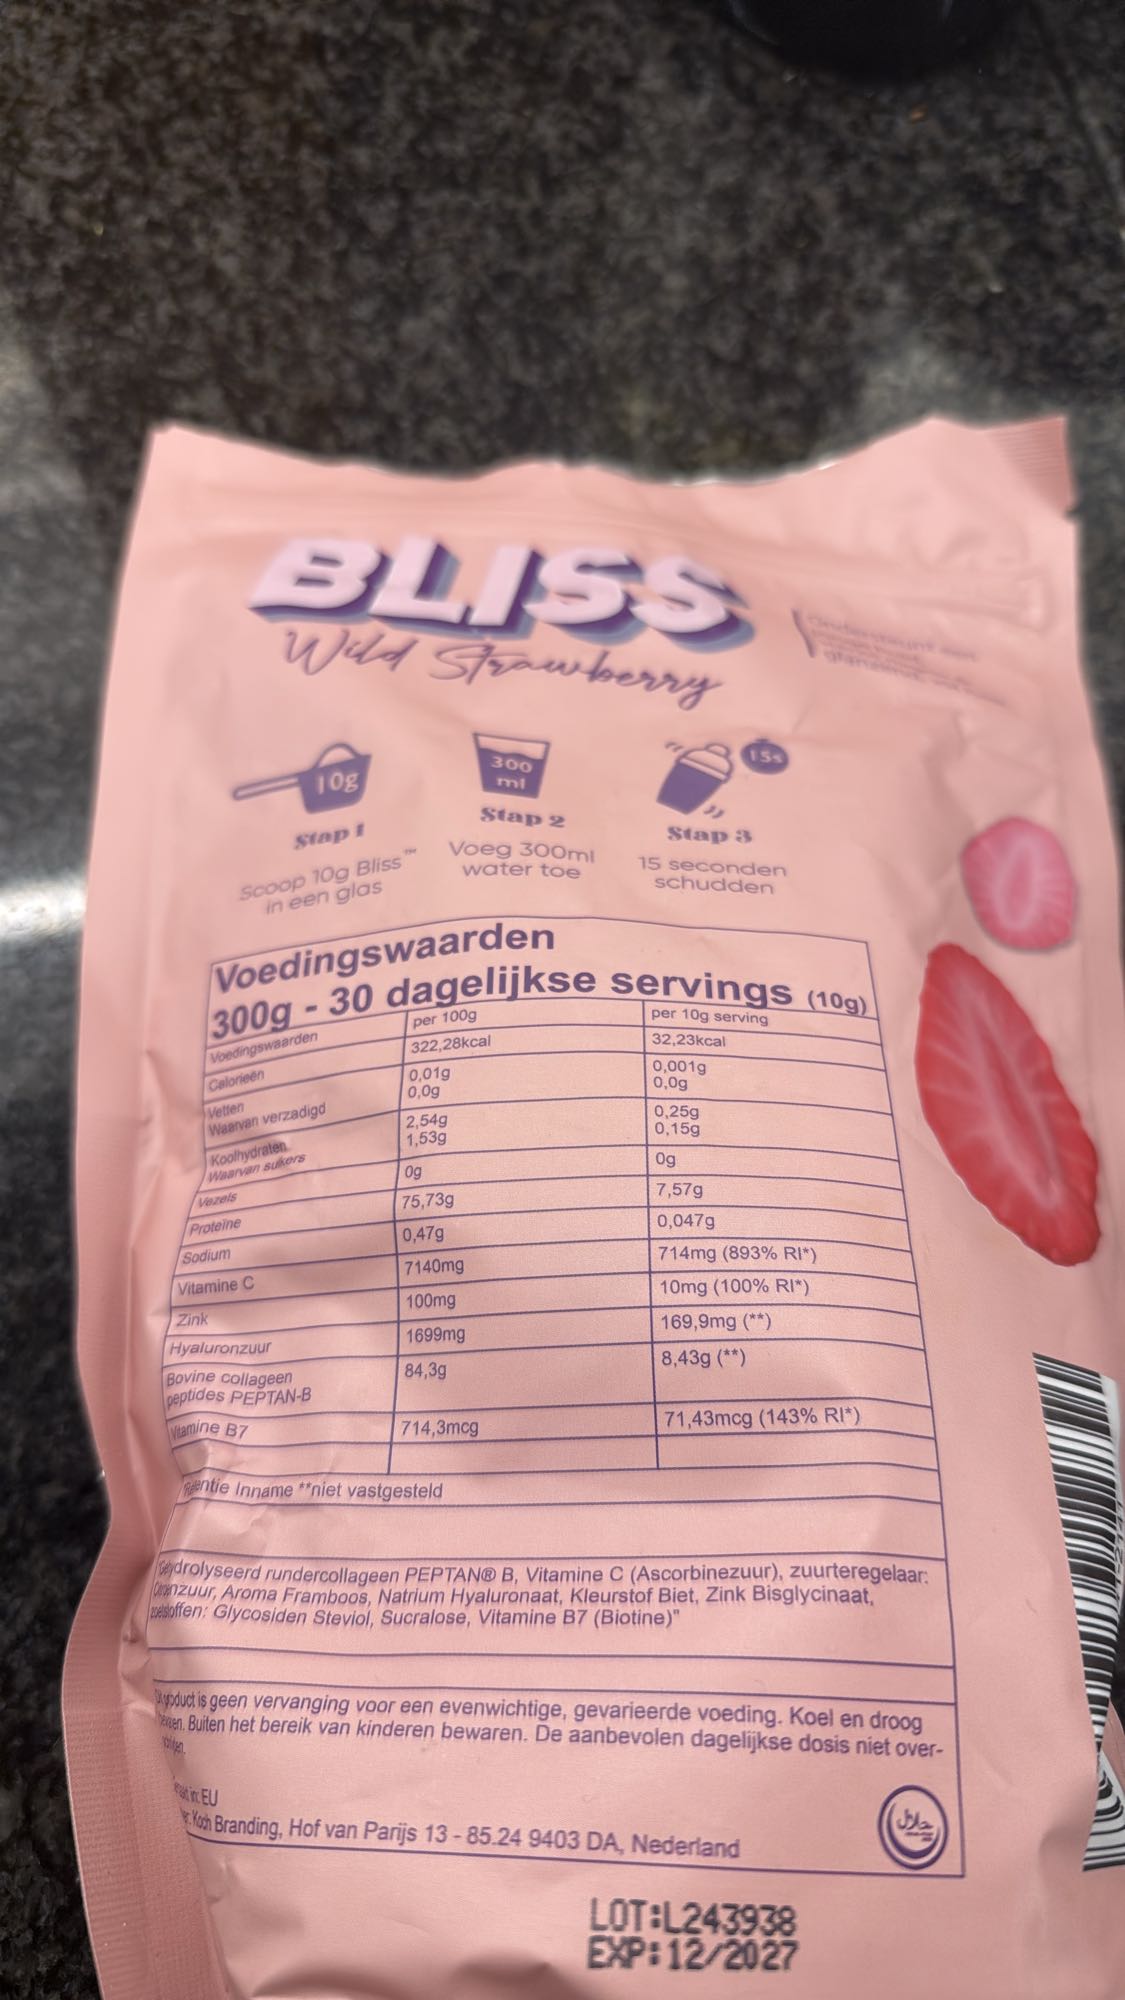 BLISS
Wild Strawberry
10g
300
ml
15s
Stap 1
Stap 2
Stap 3
Scoop 10g Bliss™
in een glas
Voeg 300ml
water toe
15 seconden
schudden
Voedingswaarden
300g - 30 dagelijkse servings (10g)
Voedingswaarden per 100g per 10g serving
Calorieën 322,28kcal 32,23kcal
Vetten 0,01g 0,001g
Waarvan verzadigd 0,0g 0,0g
Koolhydraten 2,54g 0,25g
Waarvan suikers 1,53g 0,15g
Vezels 0g 0g
Proteïne 75,73g 7,57g
Sodium 0,47g 0,047g
Vitamine C 7140mg 714mg (893% RI*)
Zink 100mg 10mg (100% RI*)
Hyaluronzuur 1699mg 169,9mg (**)
Bovine collageen 84,3g 8,43g (**)
peptides PEPTAN-B
Vitamine B7 714,3mcg 71,43mcg (143% RI*)
Inname **niet vastgesteld
rundercollageen PEPTAN® B, Vitamine C (Ascorbinezuur), zuurteregelaar:
Aroma Framboos, Natrium Hyaluronaat, Kleurstof Biet, Zink Bisglycinaat,
Glycosiden Steviol, Sucralose, Vitamine B7 (Biotine)"
product is geen vervanging voor een evenwichtige, gevarieerde voeding. Koel en droog
Buiten het bereik van kinderen bewaren. De aanbevolen dagelijkse dosis niet over-
in: EU
Koch Branding, Hof van Parijs 13 - 85.24 9403 DA, Nederland
حلال
LOT:L243938
EXP:12/2027